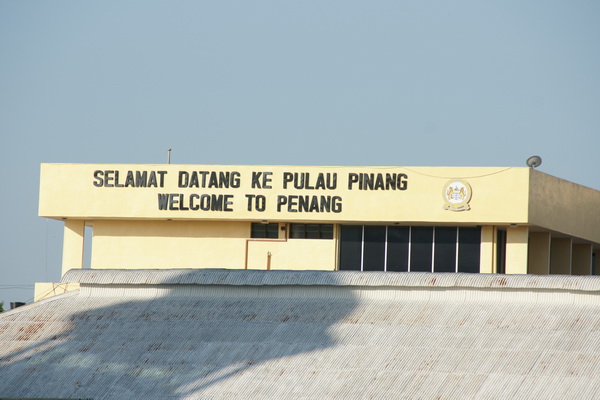 SELAMAT DATANG KE PULAU PINANG
WELCOME TO PENANG